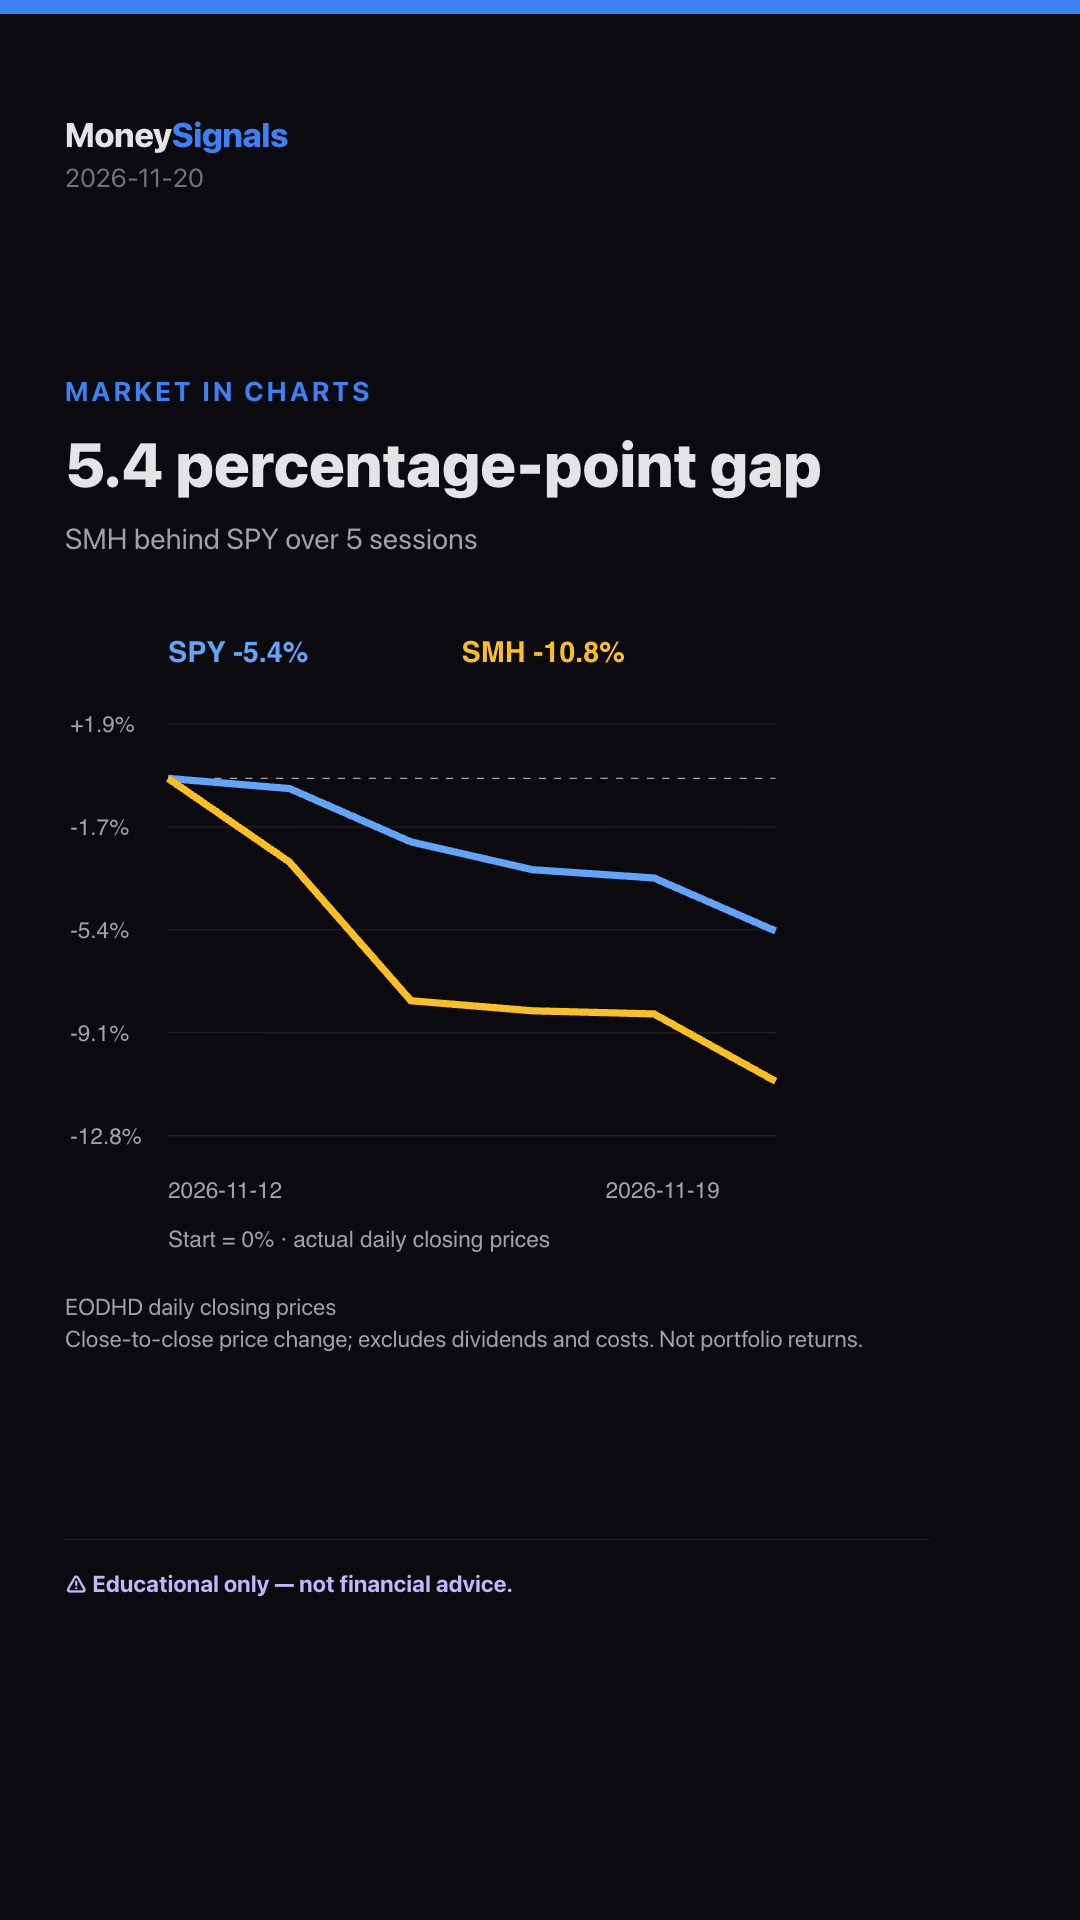 MoneySignals
2026-11-20
MARKET IN CHARTS
5.4 percentage-point gap
SMH behind SPY over 5 sessions
SPY -5.4% SMH -10.8%
+1.9%
-1.7%
-5.4%
-9.1%
-12.8%
2026-11-12 2026-11-19
Start = 0% · actual daily closing prices
EODHD daily closing prices
Close-to-close price change; excludes dividends and costs. Not portfolio returns.
⚠ Educational only — not financial advice.